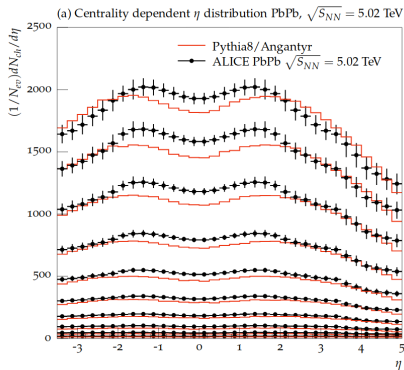 (a) Centrality dependent η distribution PbPb, √S_NN = 5.02 TeV
(1/N_ev)dN_ch/dη
2500
2000
1500
1000
500
0
Pythia8/Angantyr
ALICE PbPb √S_NN = 5.02 TeV
-3 -2 -1 0 1 2 3 4 5
η